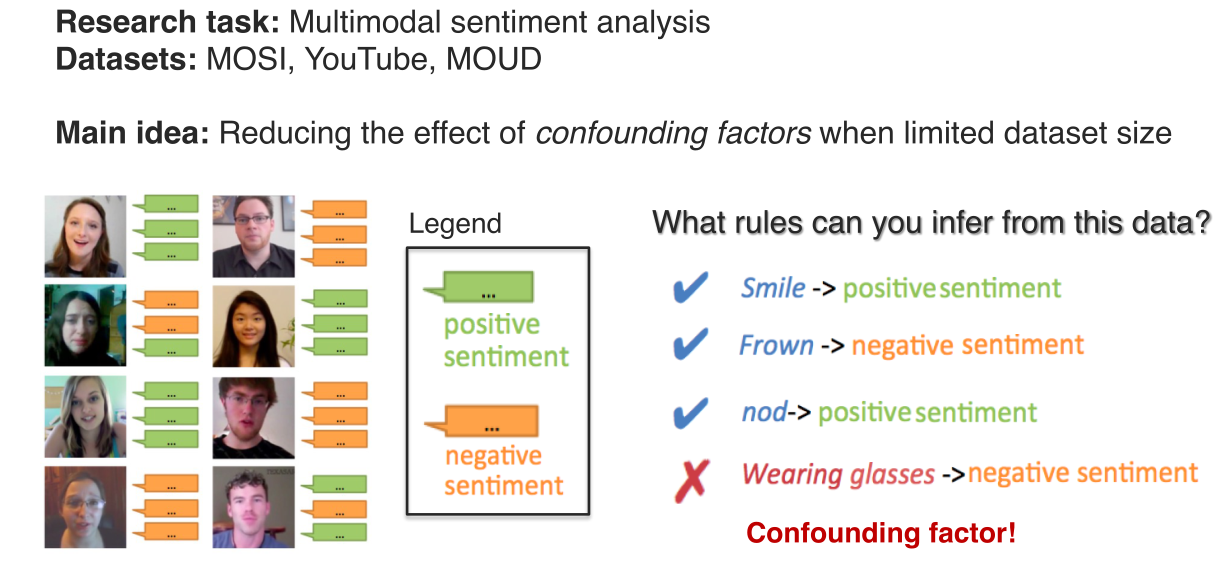 Research task: Multimodal sentiment analysis
Datasets: MOSI, YouTube, MOUD
Main idea: Reducing the effect of confounding factors when limited dataset size
... ...
... ...
... ...
... ...
... ...
... ...
... ...
... ...
... ...
... ...
... ...
... ...
Legend
...
positive
sentiment
...
negative
sentiment
What rules can you infer from this data?
✔ Smile -> positive sentiment
✔ Frown -> negative sentiment
✔ nod-> positive sentiment
✘ Wearing glasses ->negative sentiment
Confounding factor!